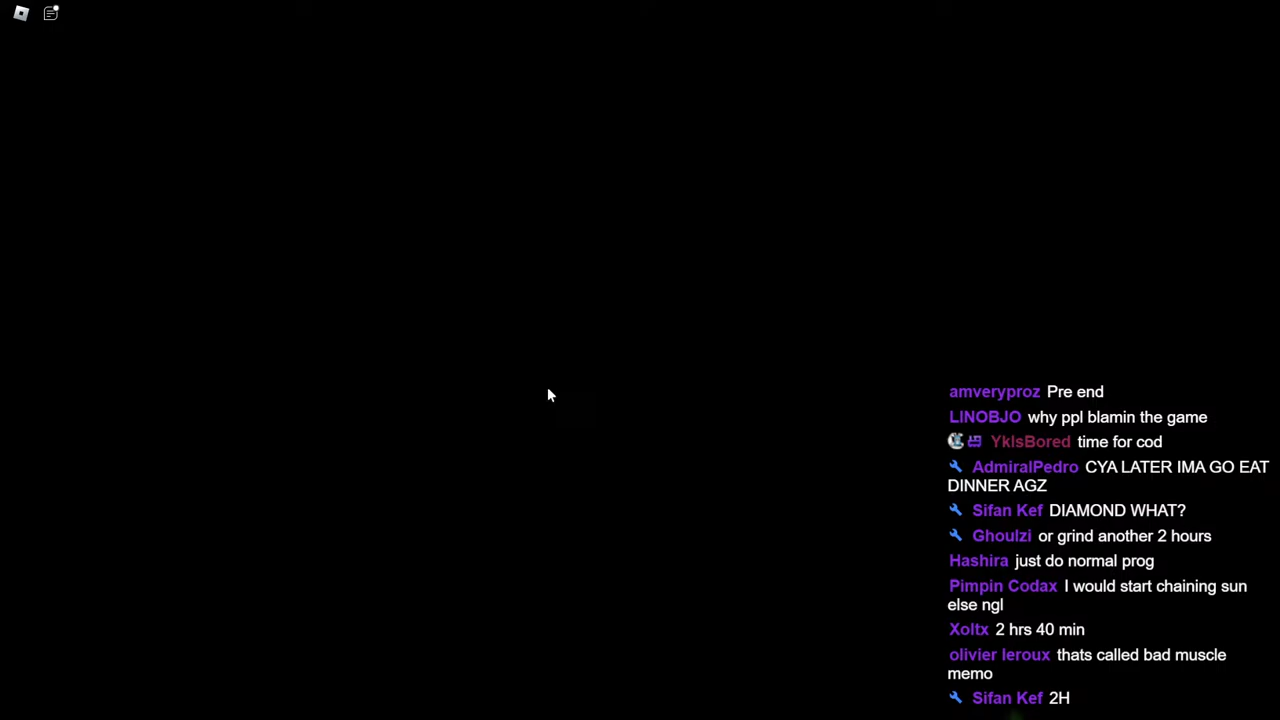 amveryproz Pre end
LINOBJO why ppl blamin the game
YkIsBored time for cod
AdmiralPedro CYA LATER IMA GO EAT
DINNER AGZ
Sifan Kef DIAMOND WHAT?
Ghoulzi or grind another 2 hours
Hashira just do normal prog
Pimpin Codax I would start chaining sun
else ngl
Xoltx 2 hrs 40 min
olivier leroux thats called bad muscle
memo
Sifan Kef 2H